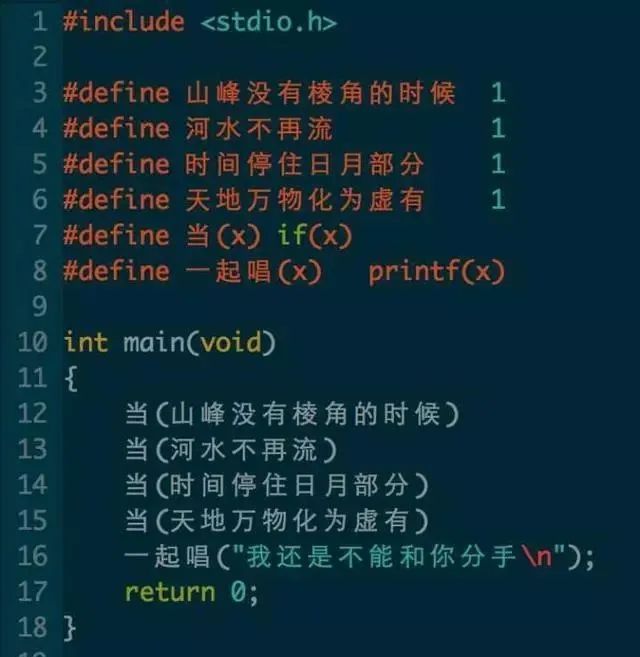 1 #include <stdio.h>
2
3 #define 山峰没有棱角的时候 1
4 #define 河水不再流 1
5 #define 时间停住日月部分 1
6 #define 天地万物化为虚有 1
7 #define 当(x) if(x)
8 #define 一起唱(x) printf(x)
9
10 int main(void)
11 {
12 当(山峰没有棱角的时候)
13 当(河水不再流)
14 当(时间停住日月部分)
15 当(天地万物化为虚有)
16 一起唱("我还是不能和你分手\n");
17 return 0;
18 }